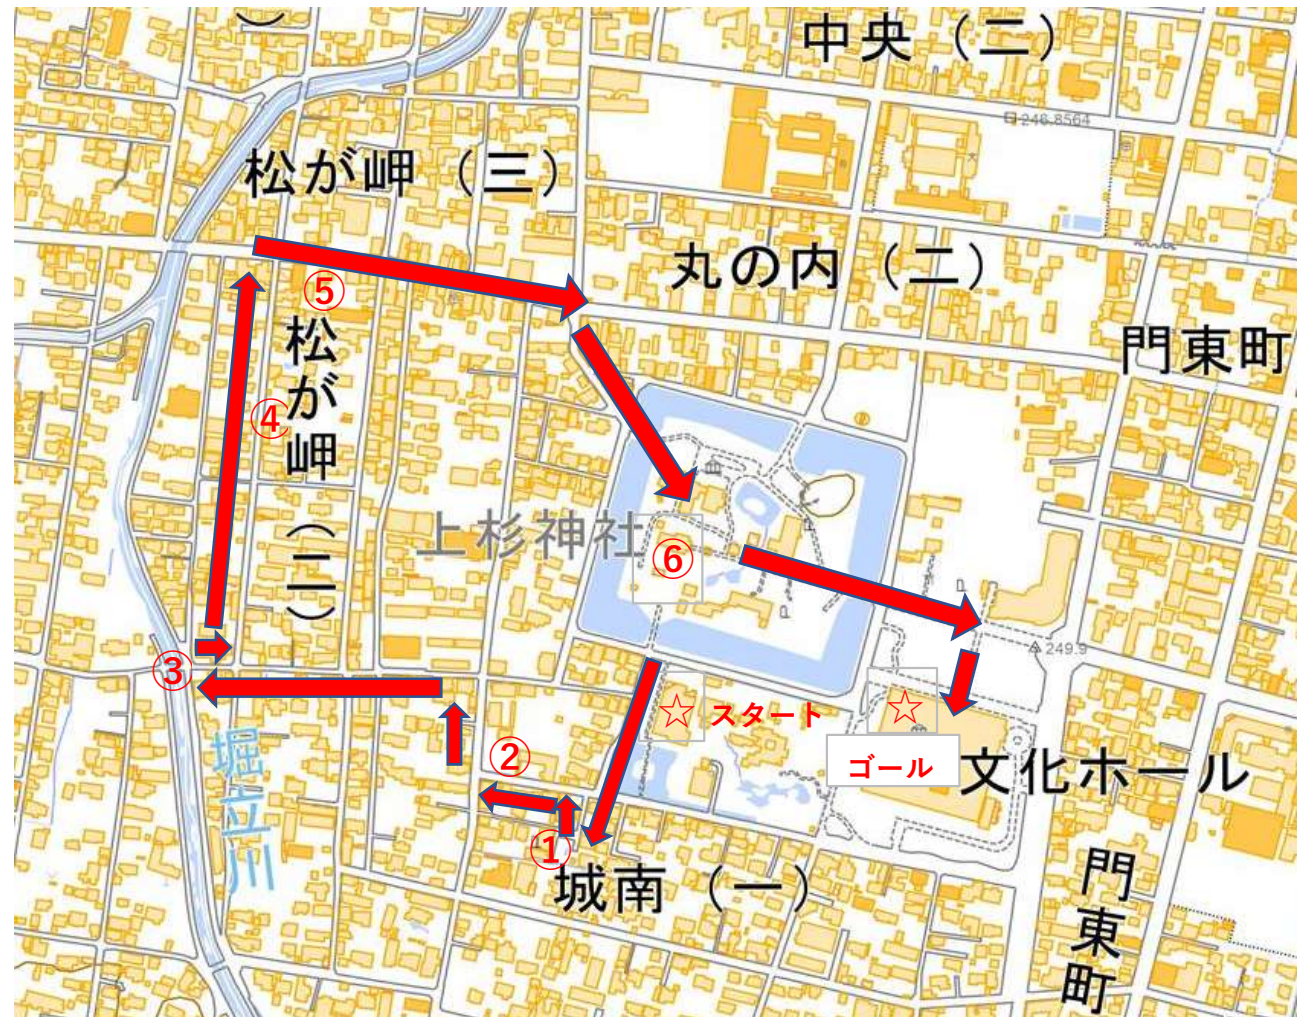 中央（二）
246.8564
松が岬（三）
丸の内（二）
⑤
門東町
松が岬（二）
④
上杉神社
⑥
249.9
③
☆ スタート
☆
②
ゴール
文化ホール
堀立川
①
城南（一）
門東町